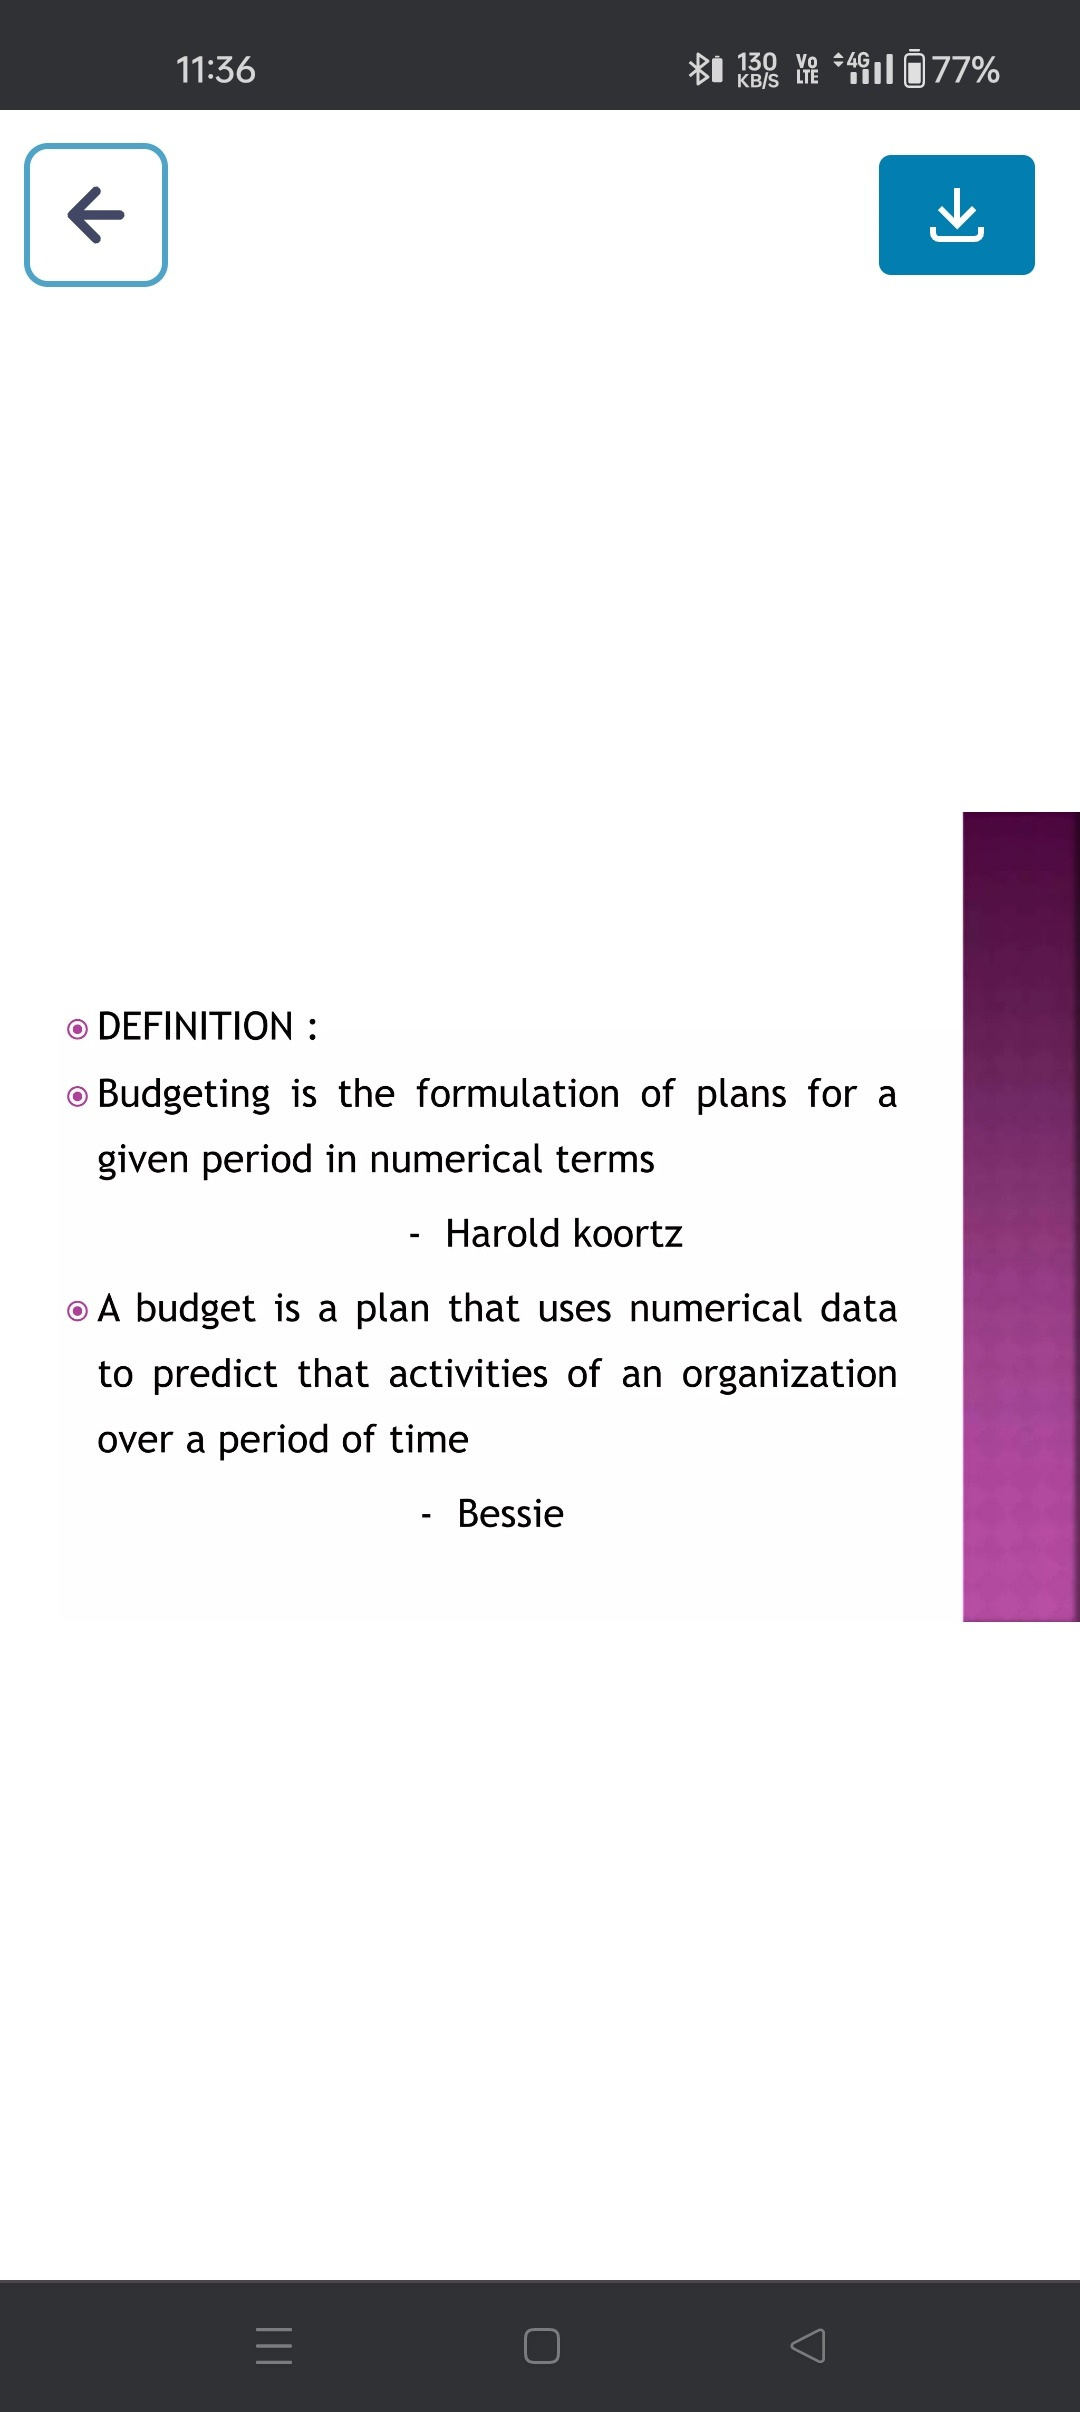 11:36
130
KB/S
Vo
LTE
4G
77%
DEFINITION :
Budgeting is the formulation of plans for a
given period in numerical terms
- Harold koortz
A budget is a plan that uses numerical data
to predict that activities of an organization
over a period of time
- Bessie